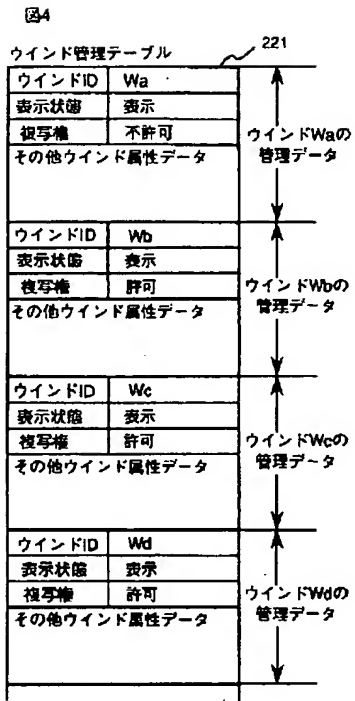 図4
ウインド管理テーブル
221
ウインドID Wa
表示状態 表示
複写権 不許可
その他ウインド属性データ
ウインドWaの
管理データ
ウインドID Wb
表示状態 表示
複写権 許可
その他ウインド属性データ
ウインドWbの
管理データ
ウインドID Wc
表示状態 表示
複写権 許可
その他ウインド属性データ
ウインドWcの
管理データ
ウインドID Wd
表示状態 表示
複写権 許可
その他ウインド属性データ
ウインドWdの
管理データ